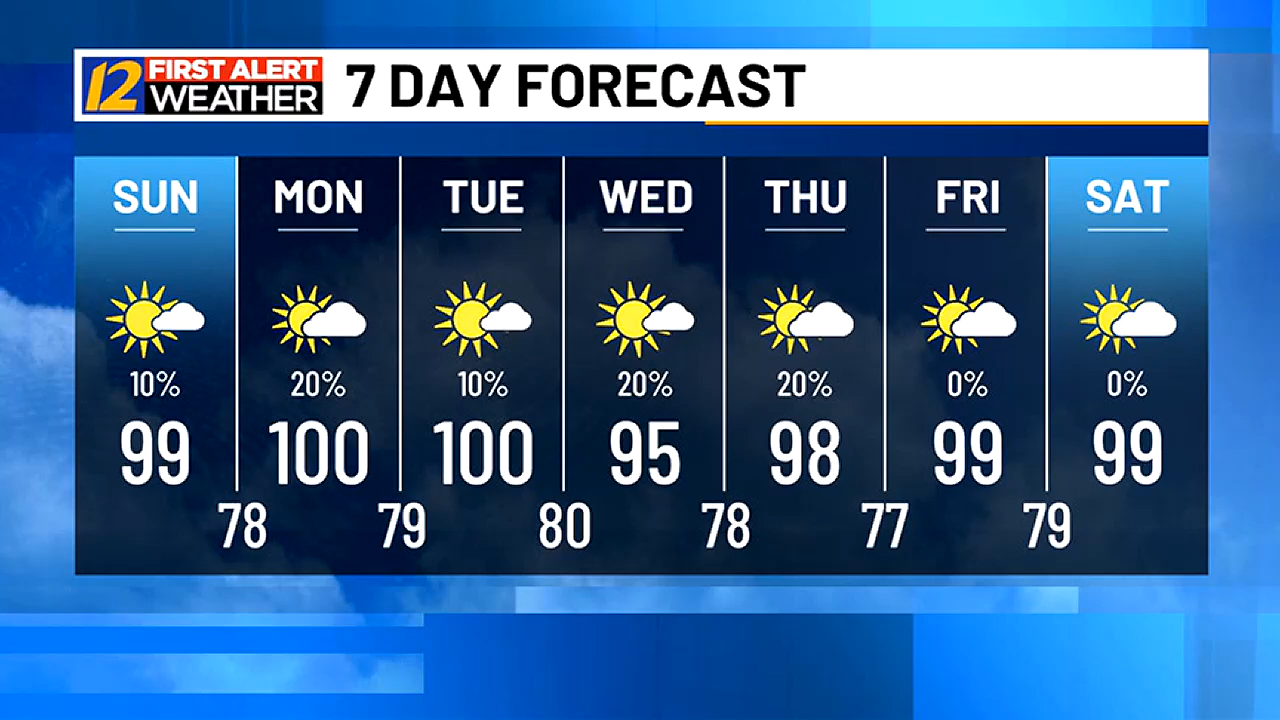 12 FIRST ALERT WEATHER 7 DAY FORECAST
SUN MON TUE WED THU FRI SAT
10% 20% 10% 20% 20% 0% 0%
99 100 100 95 98 99 99
78 79 80 78 77 79